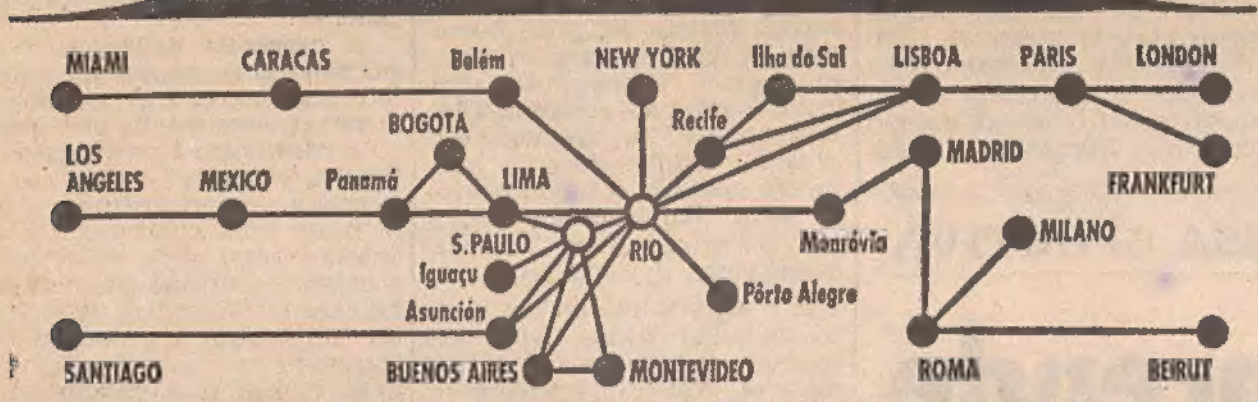 MIAMI
CARACAS
Belém
NEW YORK
Ilha do Sal
LISBOA
PARIS
LONDON
BOGOTA
Recife
LOS
ANGELES
MEXICO
Panamá
LIMA
MADRID
FRANKFURT
S. PAULO
RIO
Monróvia
MILANO
Iguaçu
Pôrto Alegre
Asunción
SANTIAGO
BUENOS AIRES
MONTEVIDEO
ROMA
BEIRUT